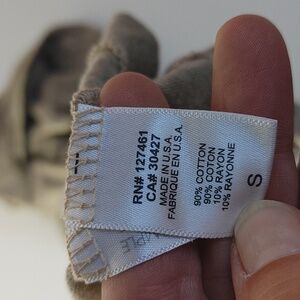 RN# 127461
CA# 30427
MADE IN U.S.A.
FABRIQUE EN U.S.A.
90% COTTON
90% COTON
10% RAYON
10% RAYONNE
S